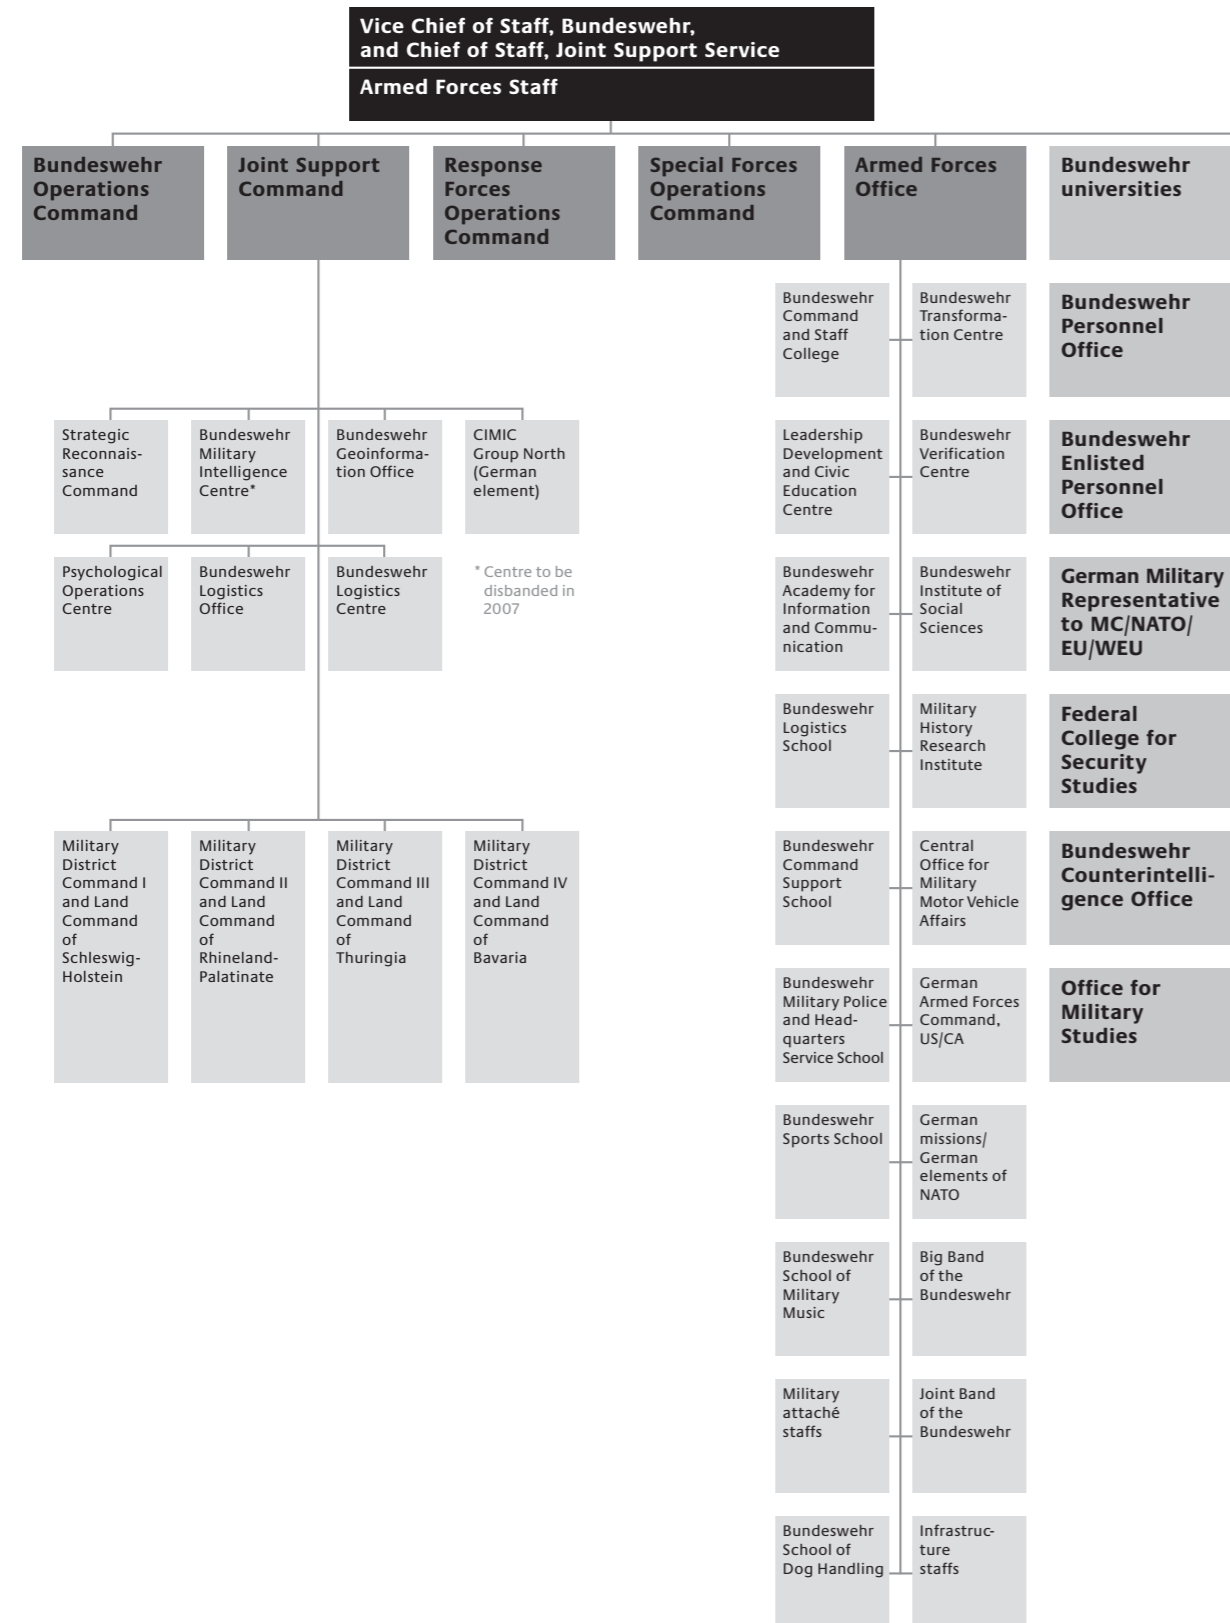 Vice Chief of Staff, Bundeswehr,
and Chief of Staff, Joint Support Service
Armed Forces Staff
Bundeswehr
Operations
Command
Joint Support
Command
Response
Forces
Operations
Command
Special Forces
Operations
Command
Armed Forces
Office
Bundeswehr
universities
Bundeswehr
Command
and Staff
College
Bundeswehr
Transforma-
tion Centre
Bundeswehr
Personnel
Office
Strategic
Reconnais-
sance
Command
Bundeswehr
Military
Intelligence
Centre*
Bundeswehr
Geoinforma-
tion Office
CIMIC
Group North
(German
element)
Leadership
Development
and Civic
Education
Centre
Bundeswehr
Verification
Centre
Bundeswehr
Enlisted
Personnel
Office
Psychological
Operations
Centre
Bundeswehr
Logistics
Office
Bundeswehr
Logistics
Centre
* Centre to be
disbanded in
2007
Bundeswehr
Academy for
Information
and Commu-
nication
Bundeswehr
Institute of
Social
Sciences
German Military
Representative
to MC/NATO/
EU/WEU
Bundeswehr
Logistics
School
Military
History
Research
Institute
Federal
College for
Security
Studies
Military
District
Command I
and Land
Command
of
Schleswig-
Holstein
Military
District
Command II
and Land
Command
of
Rhineland-
Palatinate
Military
District
Command III
and Land
Command
of
Thuringia
Military
District
Command IV
and Land
Command
of
Bavaria
Bundeswehr
Command
Support
School
Central
Office for
Military
Motor Vehicle
Affairs
Bundeswehr
Counterintelli-
gence Office
Bundeswehr
Military Police
and Head-
quarters
Service School
German
Armed Forces
Command,
US/CA
Office for
Military
Studies
Bundeswehr
Sports School
German
missions/
German
elements of
NATO
Bundeswehr
School of
Military
Music
Big Band
of the
Bundeswehr
Military
attaché
staffs
Joint Band
of the
Bundeswehr
Bundeswehr
School of
Dog Handling
Infrastruc-
ture
staffs